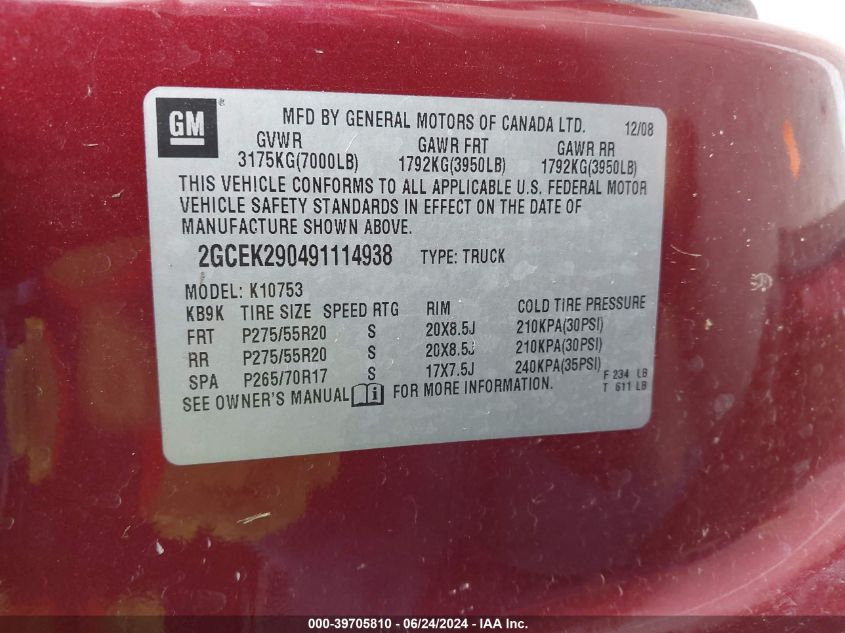 GM
MFD BY GENERAL MOTORS OF CANADA LTD. 12/08
GVWR GAWR FRT GAWR RR
3175KG(7000LB) 1792KG(3950LB) 1792KG(3950LB)
THIS VEHICLE CONFORMS TO ALL APPLICABLE U.S. FEDERAL MOTOR
VEHICLE SAFETY STANDARDS IN EFFECT ON THE DATE OF
MANUFACTURE SHOWN ABOVE.
2GCEK290491114938 TYPE: TRUCK
MODEL: K10753
KB9K TIRE SIZE SPEED RTG RIM COLD TIRE PRESSURE
FRT P275/55R20 S 20X8.5J 210KPA(30PSI)
RR P275/55R20 S 20X8.5J 210KPA(30PSI)
SPA P265/70R17 S 17X7.5J 240KPA(35PSI) F 234 LB
SEE OWNER'S MANUAL FOR MORE INFORMATION. T 611 LB
000-39705810 - 06/24/2024 - IAA Inc.